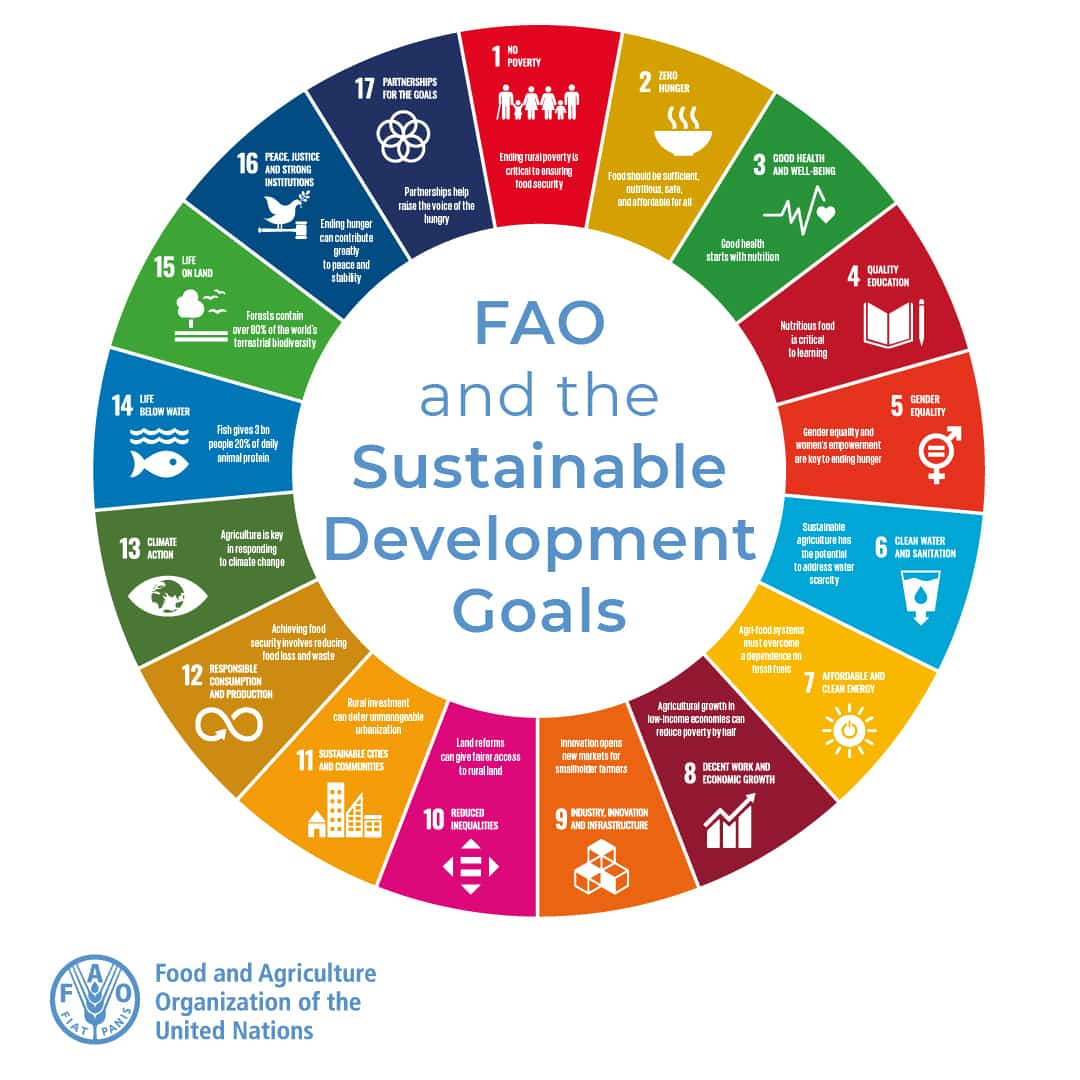 FAO
and the
Sustainable
Development
Goals
1 NO
POVERTY
Ending rural poverty is
critical to ensuring
food security
2 ZERO
HUNGER
Food should be sufficient,
nutritious, safe,
and affordable for all
3 GOOD HEALTH
AND WELL-BEING
Good health
starts with nutrition
4 QUALITY
EDUCATION
Nutritious food
is critical
to learning
5 GENDER
EQUALITY
Gender equality and
women's empowerment
are key to ending hunger
6 CLEAN WATER
AND SANITATION
Sustainable
agriculture has
the potential
to address water
scarcity
7 AFFORDABLE AND
CLEAN ENERGY
Agri-food systems
must overcome
a dependence on
fossil fuels
8 DECENT WORK AND
ECONOMIC GROWTH
Agricultural growth in
low-income economies can
reduce poverty by half
9 INDUSTRY, INNOVATION
AND INFRASTRUCTURE
Innovation opens
new markets for
smallholder farmers
10 REDUCED
INEQUALITIES
Land reforms
can give fairer access
to rural land
11 SUSTAINABLE CITIES
AND COMMUNITIES
Rural investment
can deter unmanageable
urbanization
12 RESPONSIBLE
CONSUMPTION
AND PRODUCTION
Achieving food
security involves reducing
food loss and waste
13 CLIMATE
ACTION
Agriculture is key
in responding
to climate change
14 LIFE
BELOW WATER
Fish gives 3 bn
people 20% of daily
animal protein
15 LIFE
ON LAND
Forests contain
over 80% of the world's
terrestrial biodiversity
16 PEACE, JUSTICE
AND STRONG
INSTITUTIONS
Ending hunger
can contribute
greatly
to peace and
stability
17 PARTNERSHIPS
FOR THE GOALS
Partnerships help
raise the voice of the
hungry
F A O
FIAT PANIS
Food and Agriculture
Organization of the
United Nations